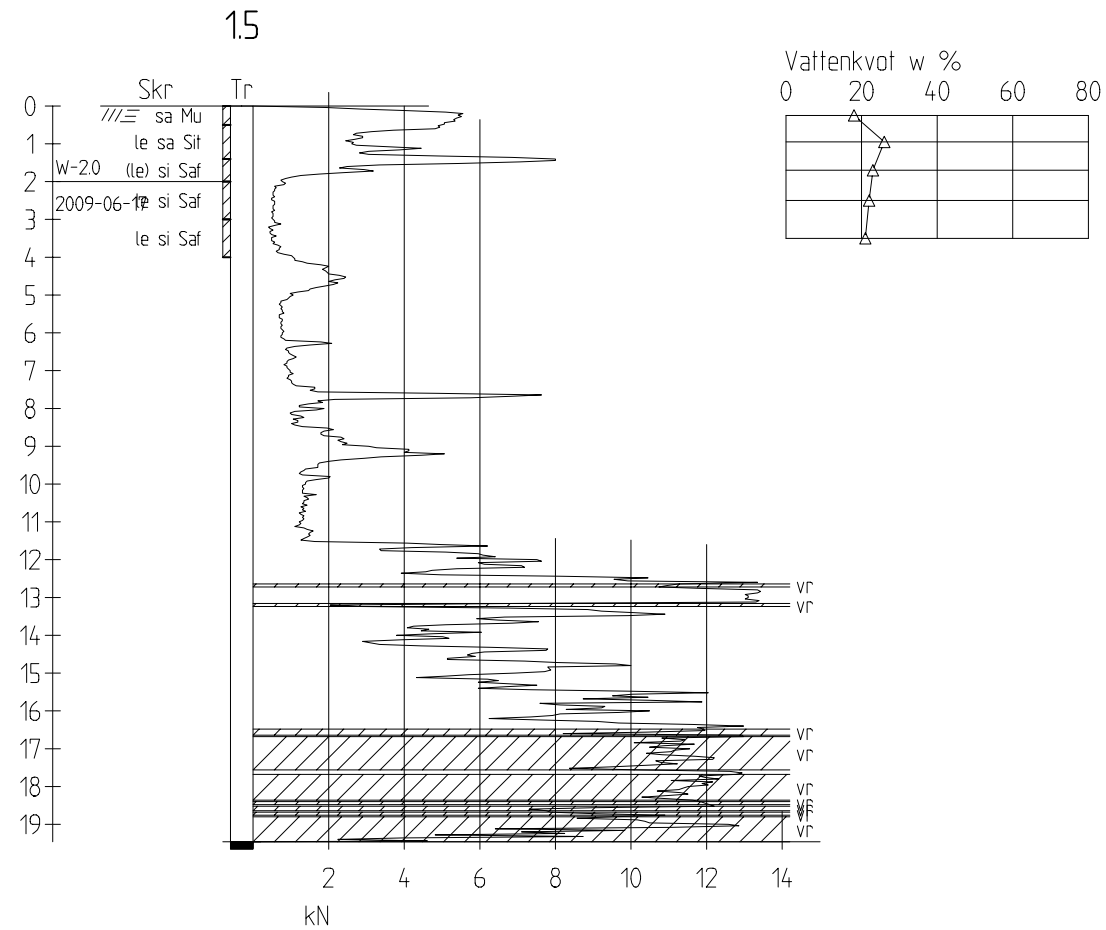 1.5
Vattenkvot w %
0 20 40 60 80
Skr Tr
0
sa Mu
1
le sa Sit
W-2.0 (le) si Saf
2
2009-06-17 le si Saf
3
le si Saf
4
5
6
7
8
9
10
11
12
13
vr
vr
14
15
16
17
vr
vr
18
vr
19
vr
2 4 6 8 10 12 14
kN